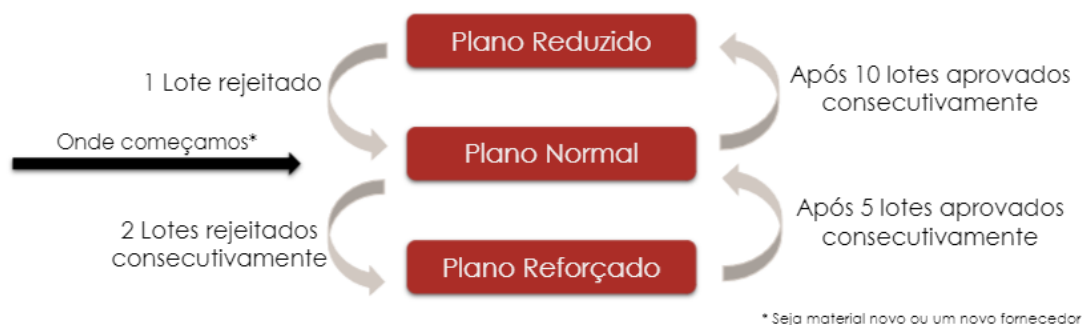 Plano Reduzido
1 Lote rejeitado
Após 10 lotes aprovados
consecutivamente
Onde começamos*
Plano Normal
2 Lotes rejeitados
consecutivamente
Após 5 lotes aprovados
consecutivamente
Plano Reforçado
* Seja material novo ou um novo fornecedor